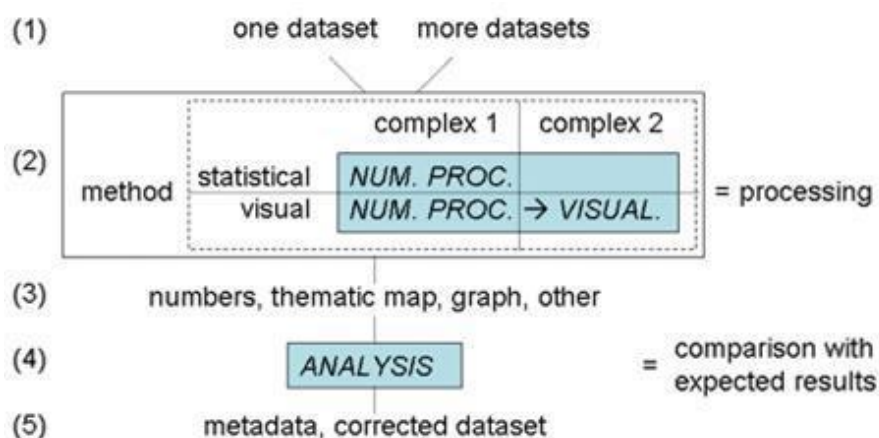 (1) one dataset more datasets
complex 1 complex 2
(2)
statistical NUM. PROC.
method = processing
visual NUM. PROC. → VISUAL.
(3) numbers, thematic map, graph, other
(4) ANALYSIS = comparison with
expected results
(5) metadata, corrected dataset